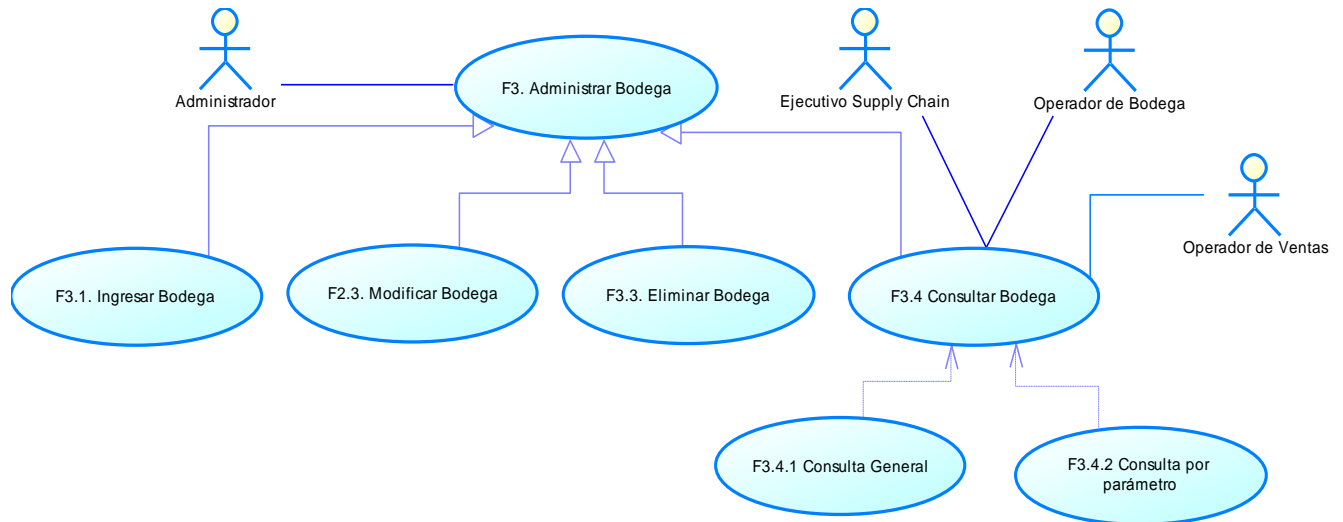 Administrador
F3. Administrar Bodega
Ejecutivo Supply Chain
Operador de Bodega
Operador de Ventas
F3.1. Ingresar Bodega
F2.3. Modificar Bodega
F3.3. Eliminar Bodega
F3.4 Consultar Bodega
F3.4.1 Consulta General
F3.4.2 Consulta por
parámetro